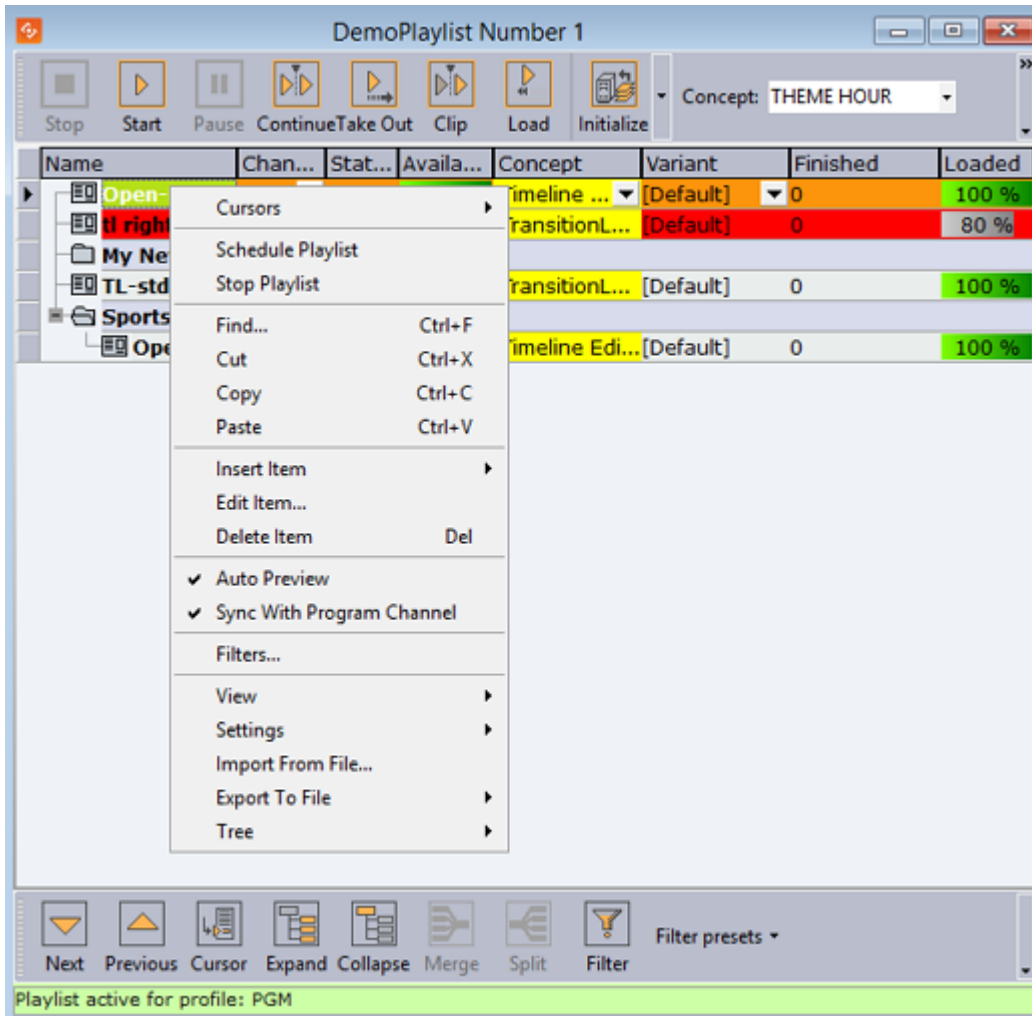 DemoPlaylist Number 1
Stop Start Pause Continue Take Out Clip Load Initialize Concept: THEME HOUR
Name Chan... Stat... Availa... Concept Variant Finished Loaded
Open- Timeline ... [Default] 0 100 %
tl right TransitionL... [Default] 0 80 %
My Ne
TL-std TransitionL... [Default] 0 100 %
Sports
Ope Timeline Edi... [Default] 0 100 %
Cursors
Schedule Playlist
Stop Playlist
Find... Ctrl+F
Cut Ctrl+X
Copy Ctrl+C
Paste Ctrl+V
Insert Item
Edit Item...
Delete Item Del
Auto Preview
Sync With Program Channel
Filters...
View
Settings
Import From File...
Export To File
Tree
Next Previous Cursor Expand Collapse Merge Split Filter Filter presets
Playlist active for profile: PGM